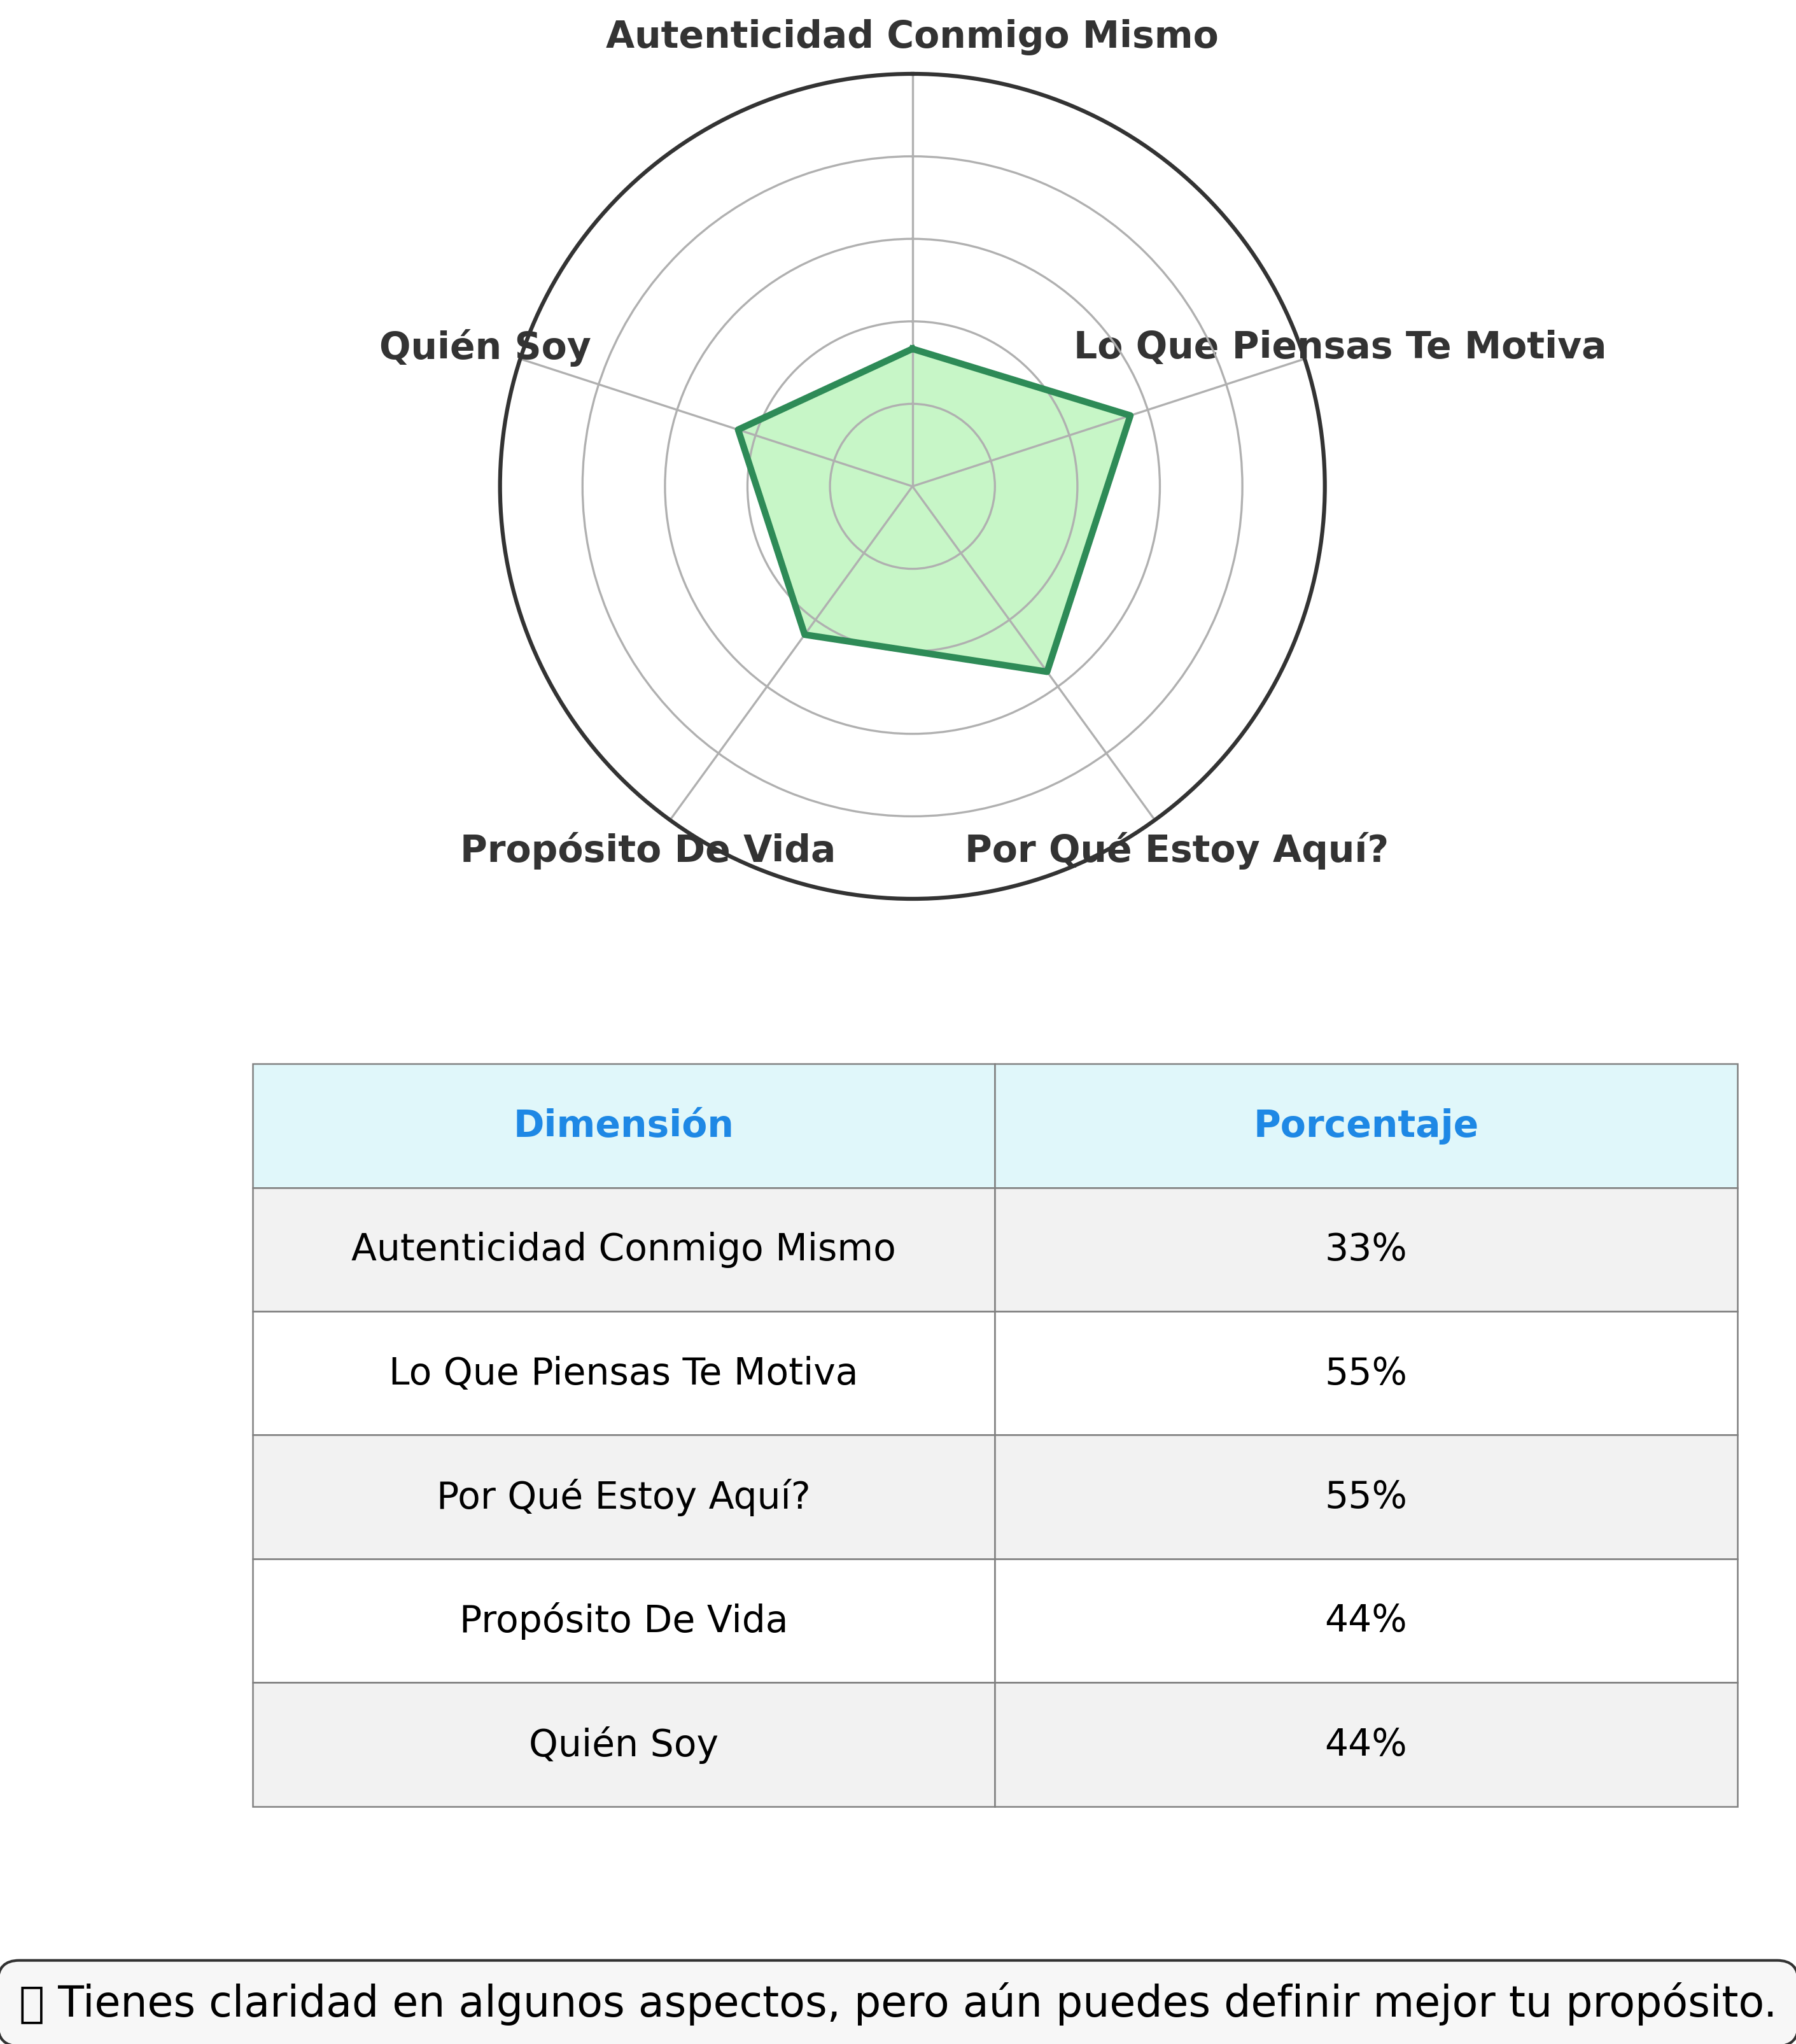 Autenticidad Conmigo Mismo
Quién Soy
Lo Que Piensas Te Motiva
Propósito De Vida
Por Qué Estoy Aquí?
Dimensión Porcentaje
Autenticidad Conmigo Mismo 33%
Lo Que Piensas Te Motiva 55%
Por Qué Estoy Aquí? 55%
Propósito De Vida 44%
Quién Soy 44%
Tienes claridad en algunos aspectos, pero aún puedes definir mejor tu propósito.